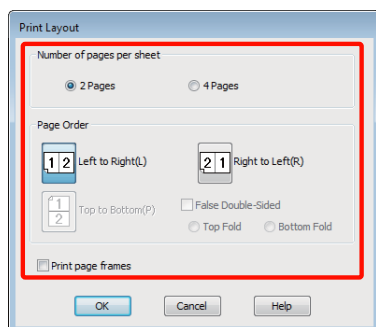 Print Layout
Number of pages per sheet
2 Pages 4 Pages
Page Order
1 2 Left to Right(L) 2 1 Right to Left(R)
1 2 Top to Bottom(P) False Double-Sided
Top Fold Bottom Fold
Print page frames
OK Cancel Help